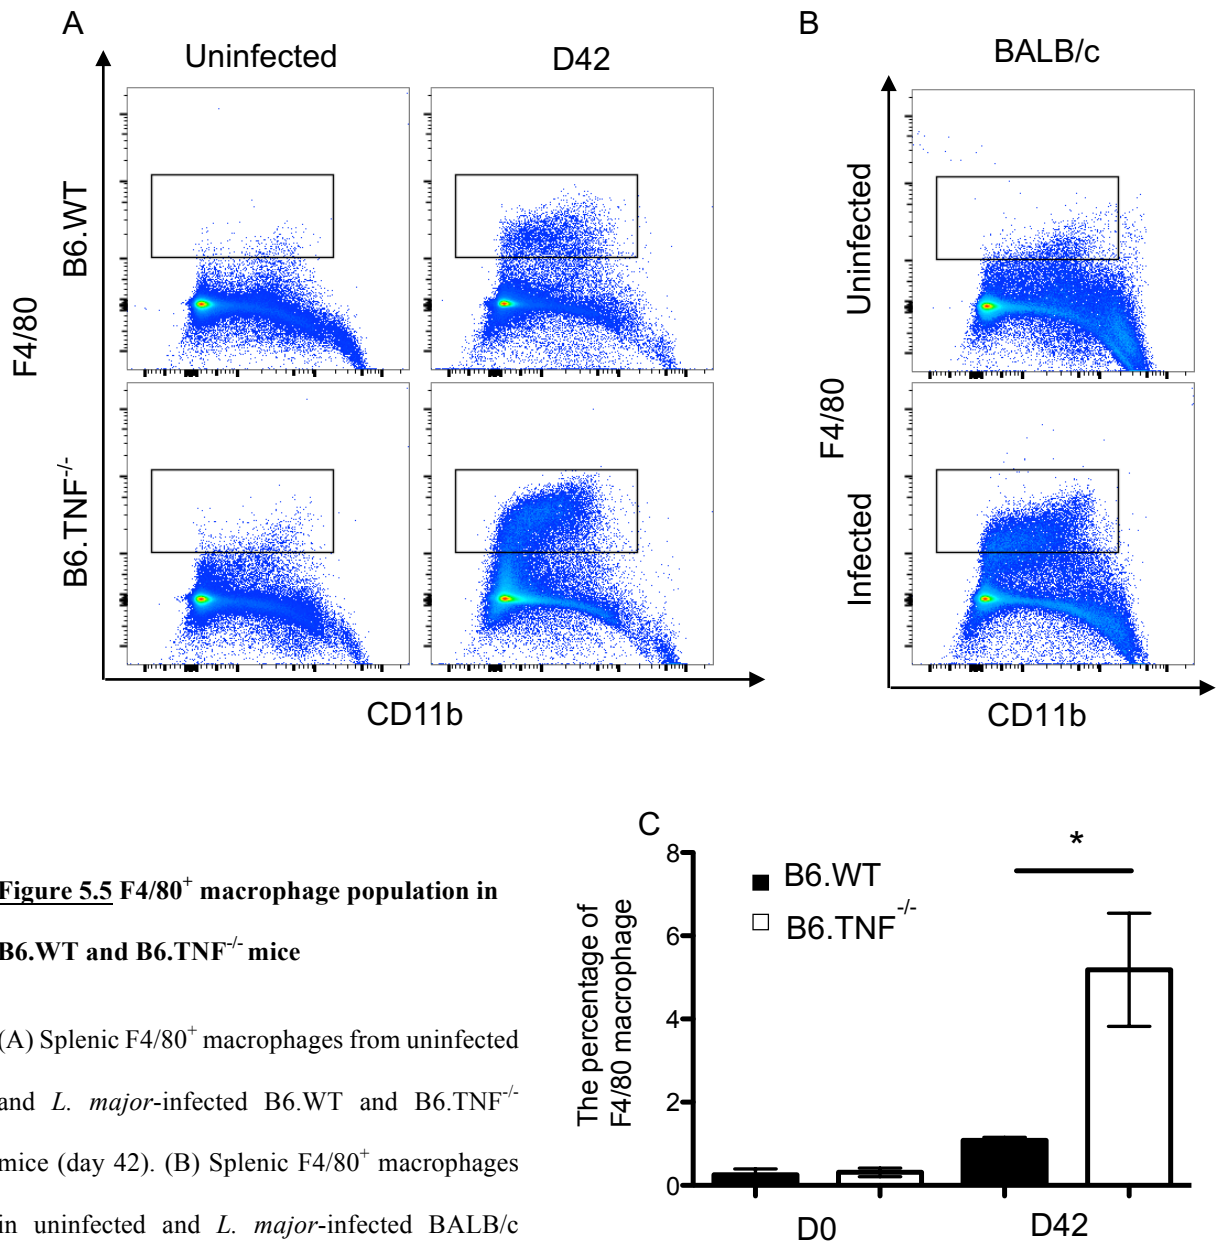 A
B
Uninfected
D42
BALB/c
B6.WT
B6.TNF-/-
F4/80
CD11b
Uninfected
Infected
F4/80
CD11b
C
*
8
6
4
2
0
B6.WT
B6.TNF-/-
The percentage of
F4/80 macrophage
D0
D42
Figure 5.5 F4/80+ macrophage population in
B6.WT and B6.TNF-/- mice
(A) Splenic F4/80+ macrophages from uninfected
and L. major-infected B6.WT and B6.TNF-/-
mice (day 42). (B) Splenic F4/80+ macrophages
in uninfected and L. major-infected BALB/c